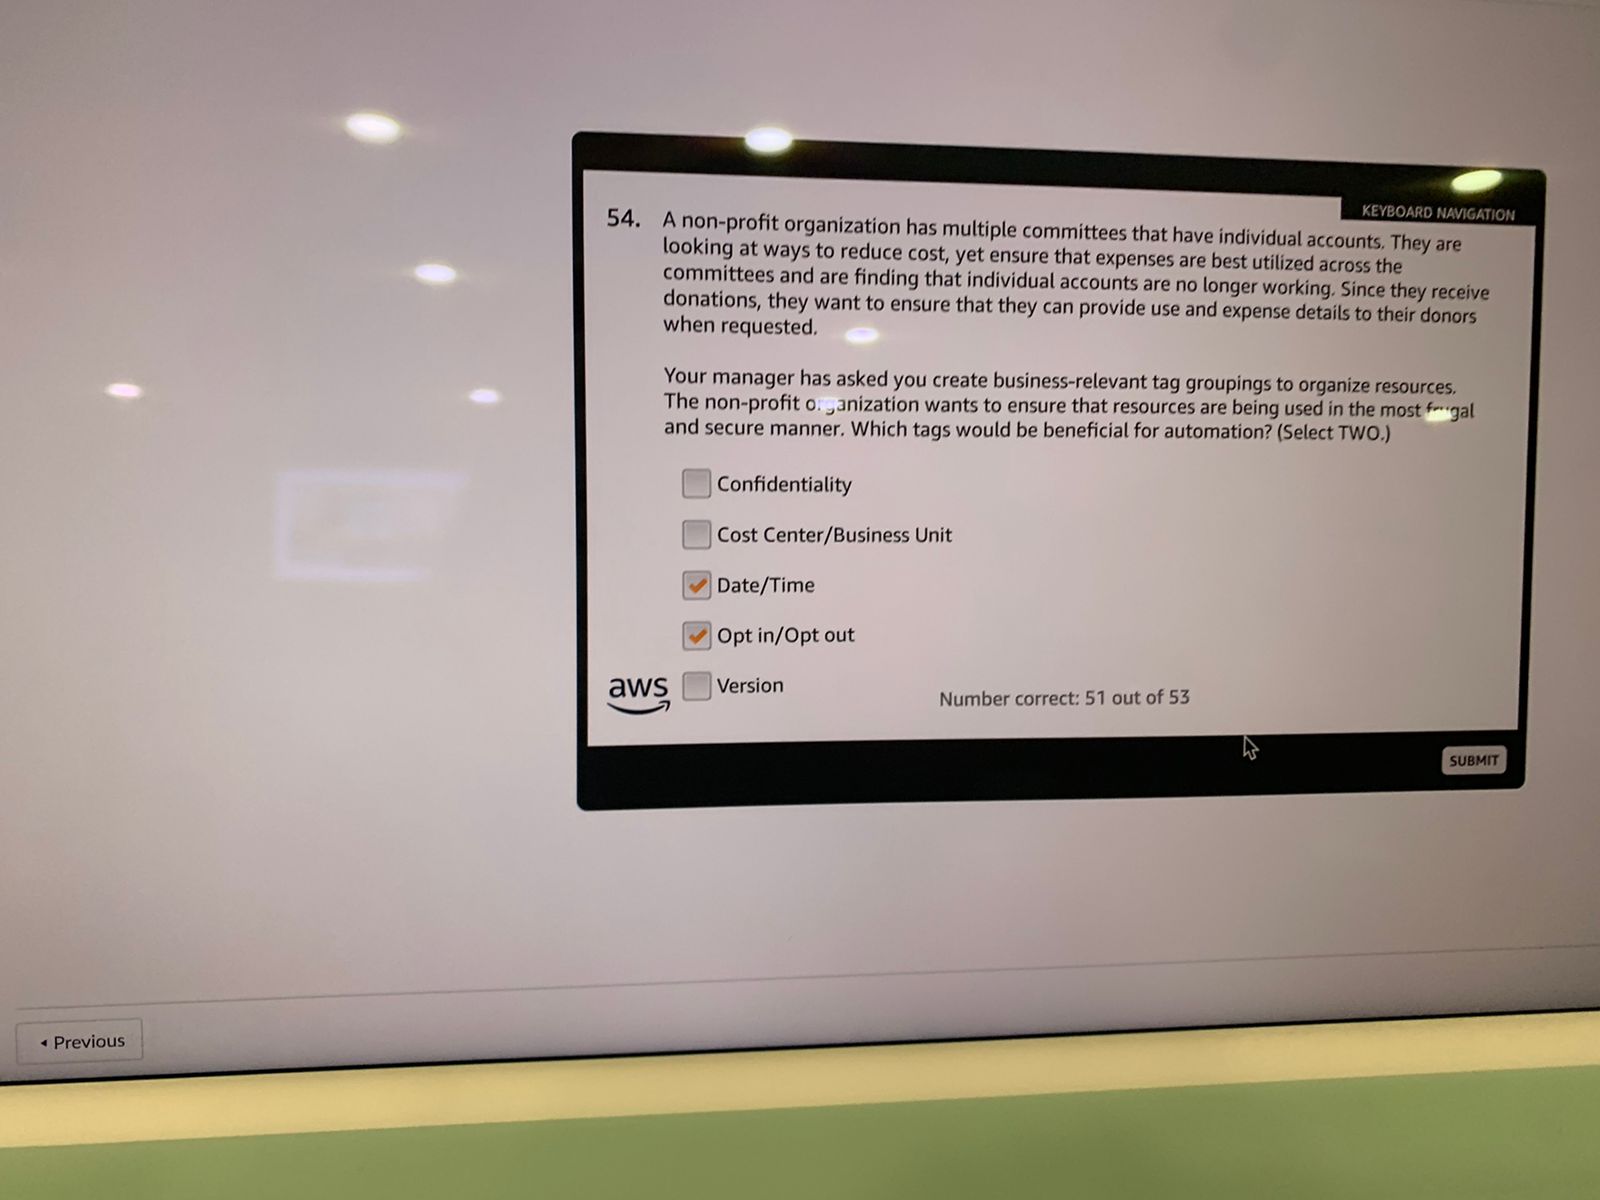 KEYBOARD NAVIGATION
54. A non-profit organization has multiple committees that have individual accounts. They are
looking at ways to reduce cost, yet ensure that expenses are best utilized across the
committees and are finding that individual accounts are no longer working. Since they receive
donations, they want to ensure that they can provide use and expense details to their donors
when requested.
Your manager has asked you create business-relevant tag groupings to organize resources.
The non-profit organization wants to ensure that resources are being used in the most frugal
and secure manner. Which tags would be beneficial for automation? (Select TWO.)
Confidentiality
Cost Center/Business Unit
Date/Time
Opt in/Opt out
Version
aws
Number correct: 51 out of 53
SUBMIT
Previous